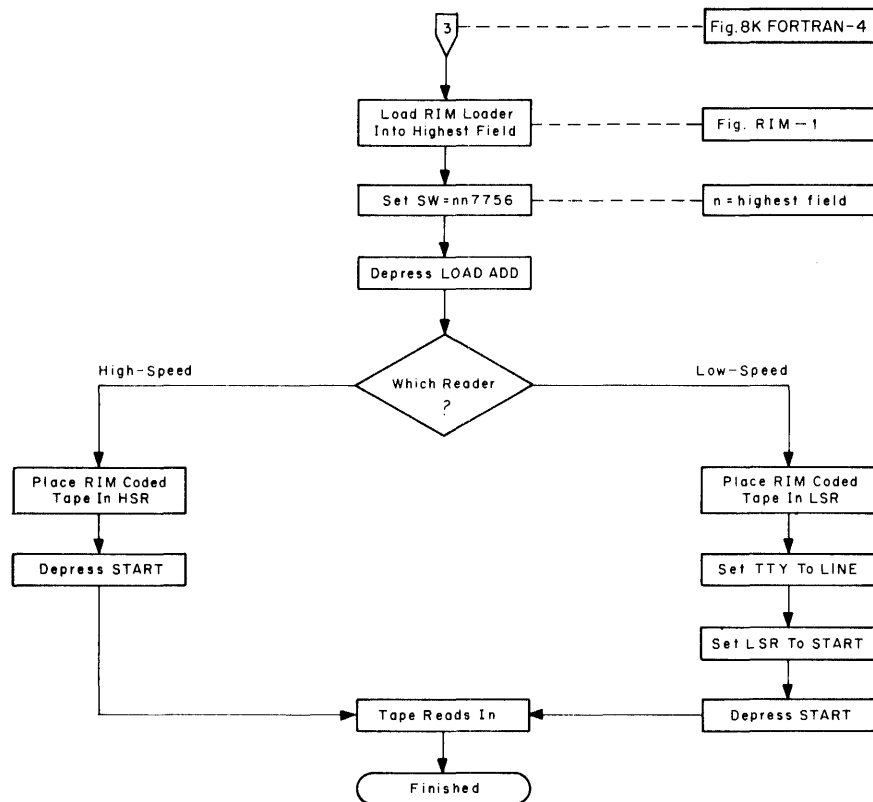 3
Fig.8K FORTRAN-4
Load RIM Loader
Into Highest Field
Fig. RIM-1
Set SW=nn7756
n=highest field
Depress LOAD ADD
High-Speed
Which Reader
?
Low-Speed
Place RIM Coded
Tape In HSR
Depress START
Place RIM Coded
Tape In LSR
Set TTY To LINE
Set LSR To START
Depress START
Tape Reads In
Finished